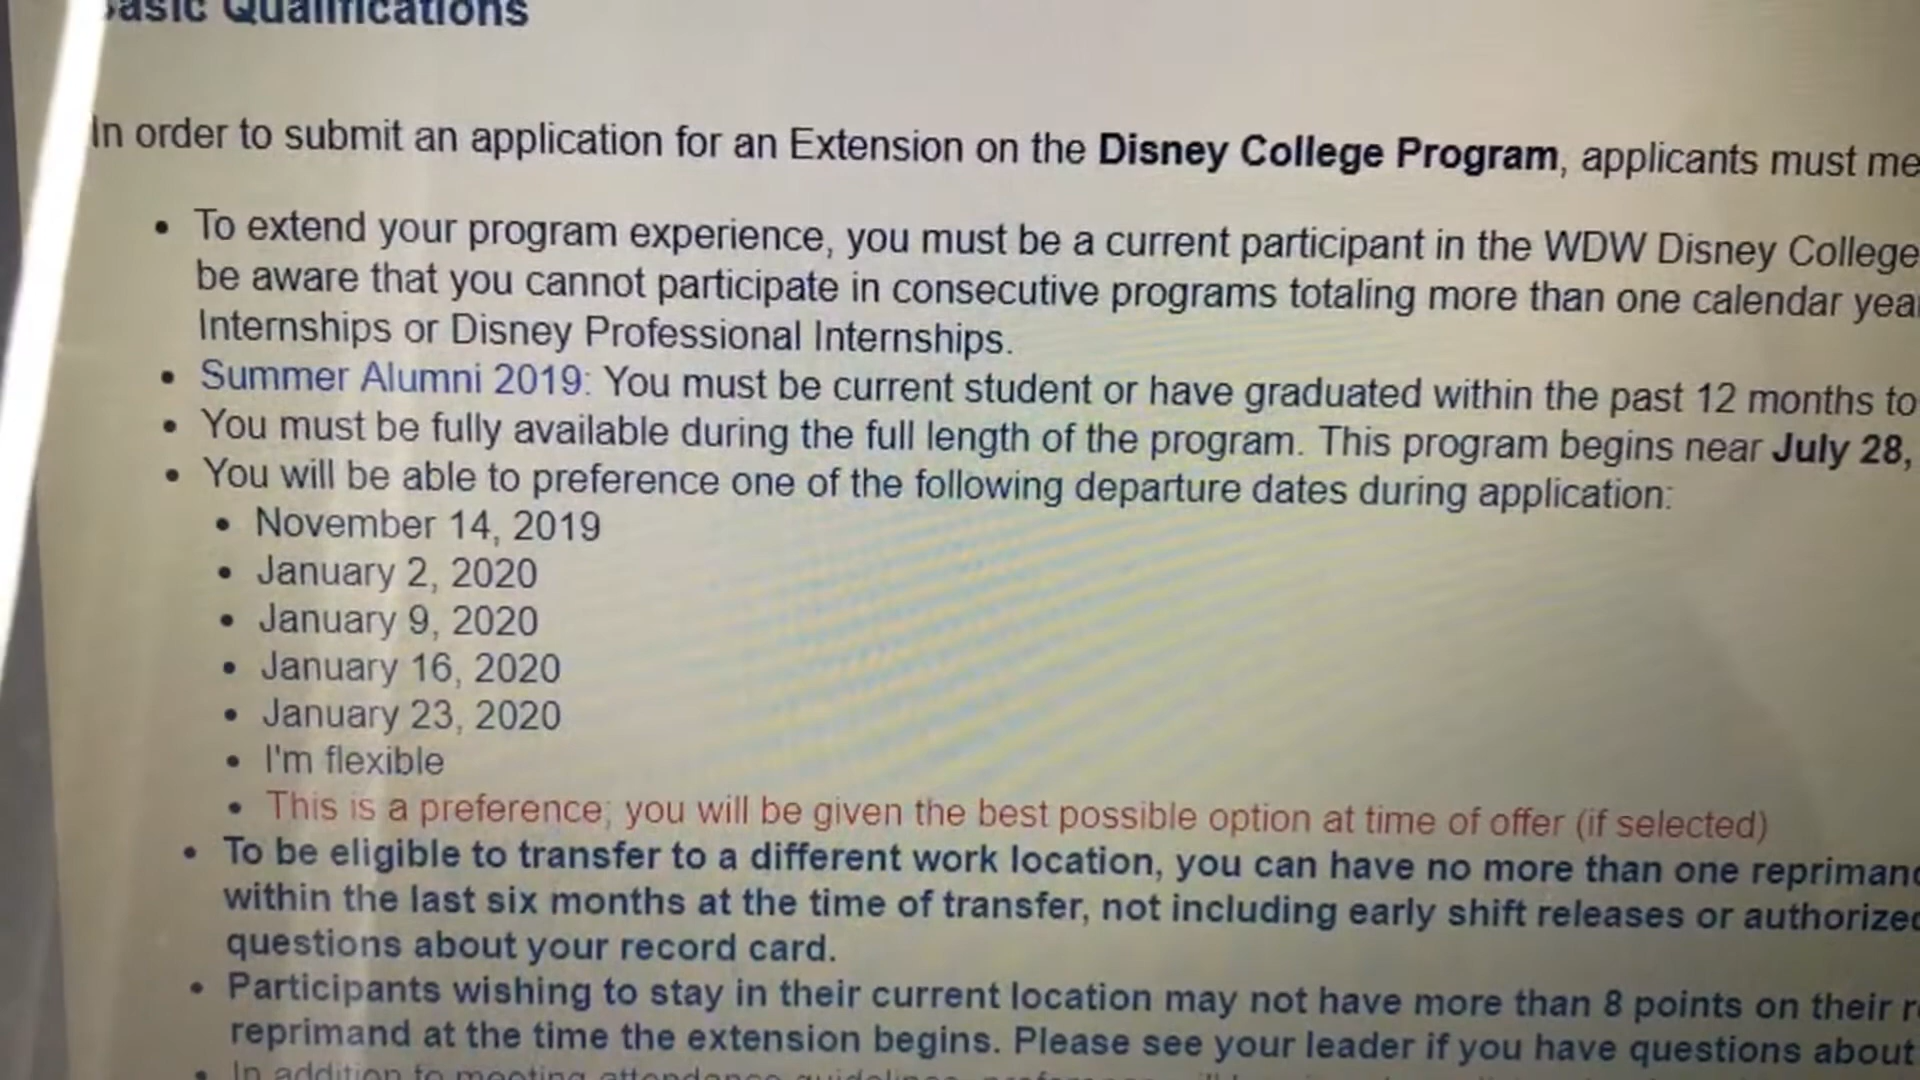 Basic Qualifications
In order to submit an application for an Extension on the Disney College Program, applicants must
• To extend your program experience, you must be a current participant in the WDW Disney College
be aware that you cannot participate in consecutive programs totaling more than one calendar
Internships or Disney Professional Internships.
• Summer Alumni 2019: You must be current student or have graduated within the past 12 months to
• You must be fully available during the full length of the program. This program begins near July 28,
• You will be able to preference one of the following departure dates during application:
• November 14, 2019
• January 2, 2020
• January 9, 2020
• January 16, 2020
• January 23, 2020
• I'm flexible
• This is a preference; you will be given the best possible option at time of offer (if selected)
• To be eligible to transfer to a different work location, you can have no more than one
within the last six months at the time of transfer, not including early shift releases or
questions about your record card.
• Participants wishing to stay in their current location may not have more than 8 points on their
reprimand at the time the extension begins. Please see your leader if you have questions about
• In addition to meeting attendance guidelines,